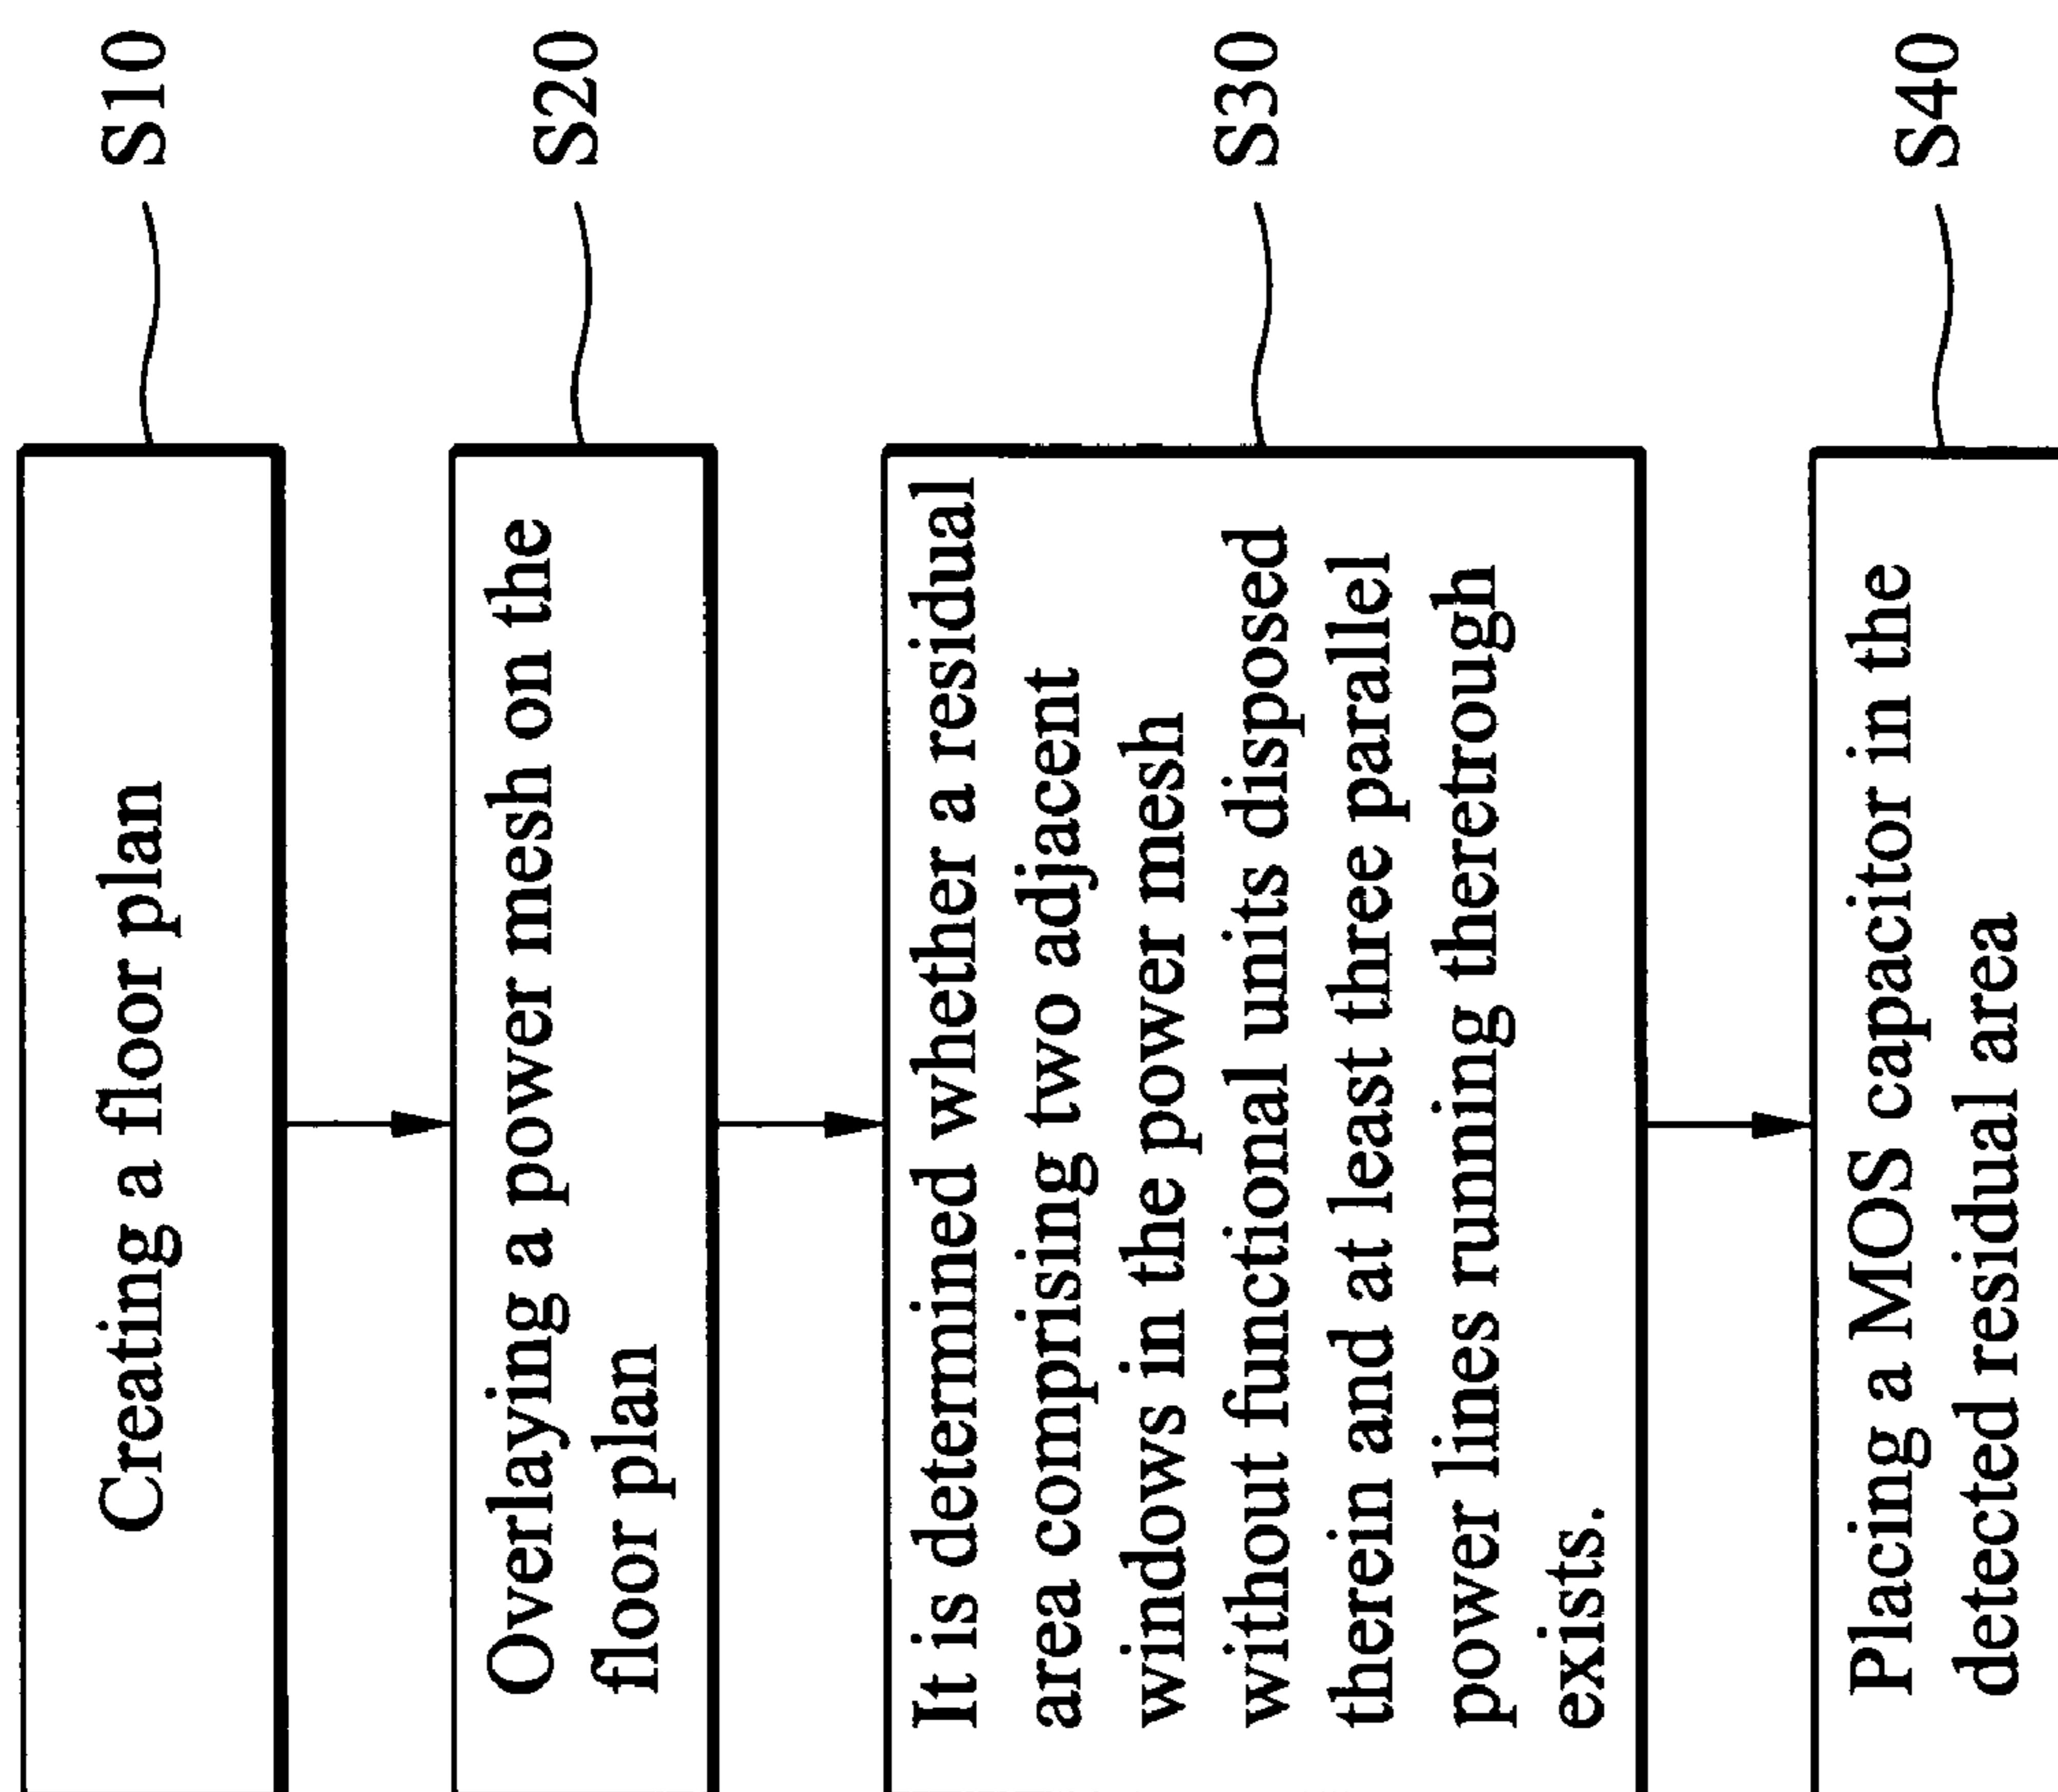 Creating a floor plan
S10
Overlaying a power mesh on the
floor plan
S20
It is determined whether a residual
area comprising two adjacent
windows in the power mesh
without functional units disposed
therein and at least three parallel
power lines running theretrough
exists.
S30
Placing a MOS capacitor in the
detected residual area
S40